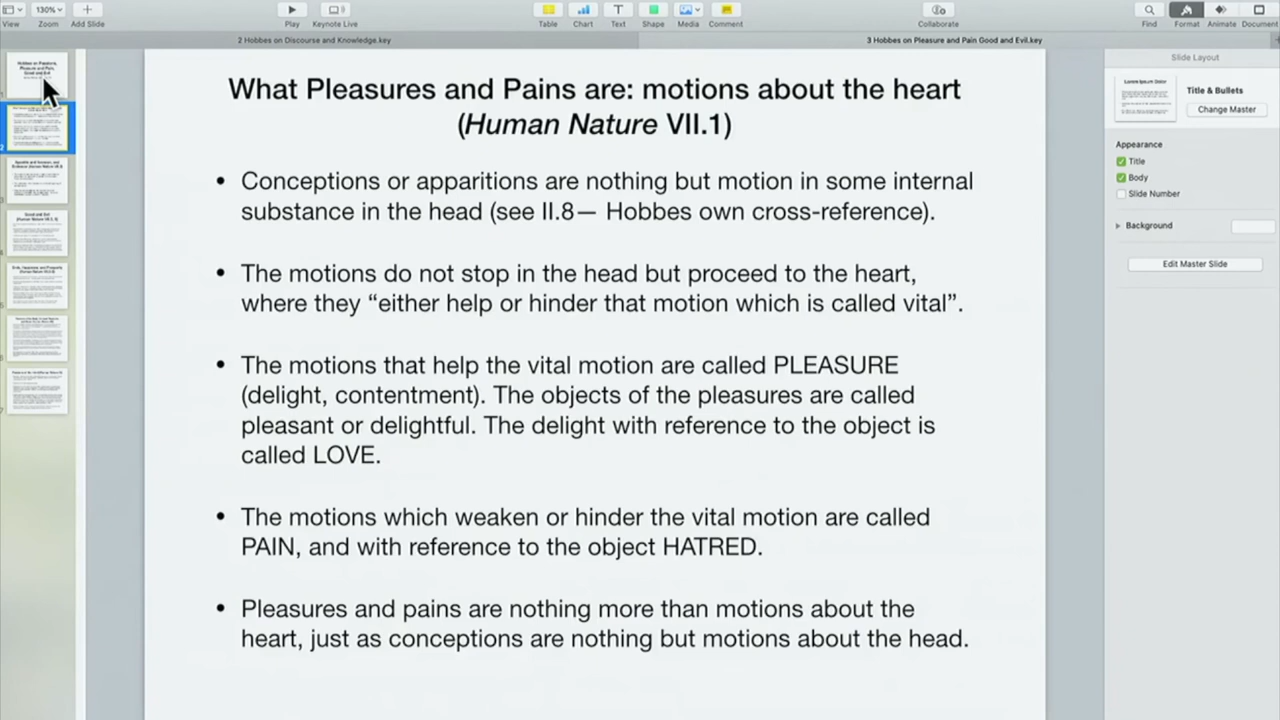 130%
View
Zoom
Add Slide
Play
Keynote Live
Table
Chart
Text
Shape
Media
Comment
Collaborate
Find
Format
Animate
Document
2 Hobbes on Discourse and Knowledge.key
3 Hobbes on Pleasure and Pain Good and Evil.key
What Pleasures and Pains are: motions about the heart
(Human Nature VII.1)
• Conceptions or apparitions are nothing but motion in some internal
substance in the head (see II.8— Hobbes own cross-reference).
• The motions do not stop in the head but proceed to the heart,
where they “either help or hinder that motion which is called vital”.
• The motions that help the vital motion are called PLEASURE
(delight, contentment). The objects of the pleasures are called
pleasant or delightful. The delight with reference to the object is
called LOVE.
• The motions which weaken or hinder the vital motion are called
PAIN, and with reference to the object HATRED.
• Pleasures and pains are nothing more than motions about the
heart, just as conceptions are nothing but motions about the head.
Slide Layout
Title & Bullets
Change Master
Appearance
Title
Body
Slide Number
Background
Edit Master Slide